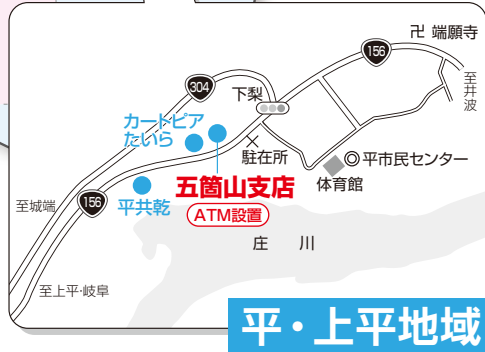 卍 端願寺
156
至井波
304
下梨
カートピア
たいら
駐在所
平市民センター
体育館
五箇山支店
ATM設置
156
平共乾
至城端
庄 川
至上平・岐阜
平・上平地域